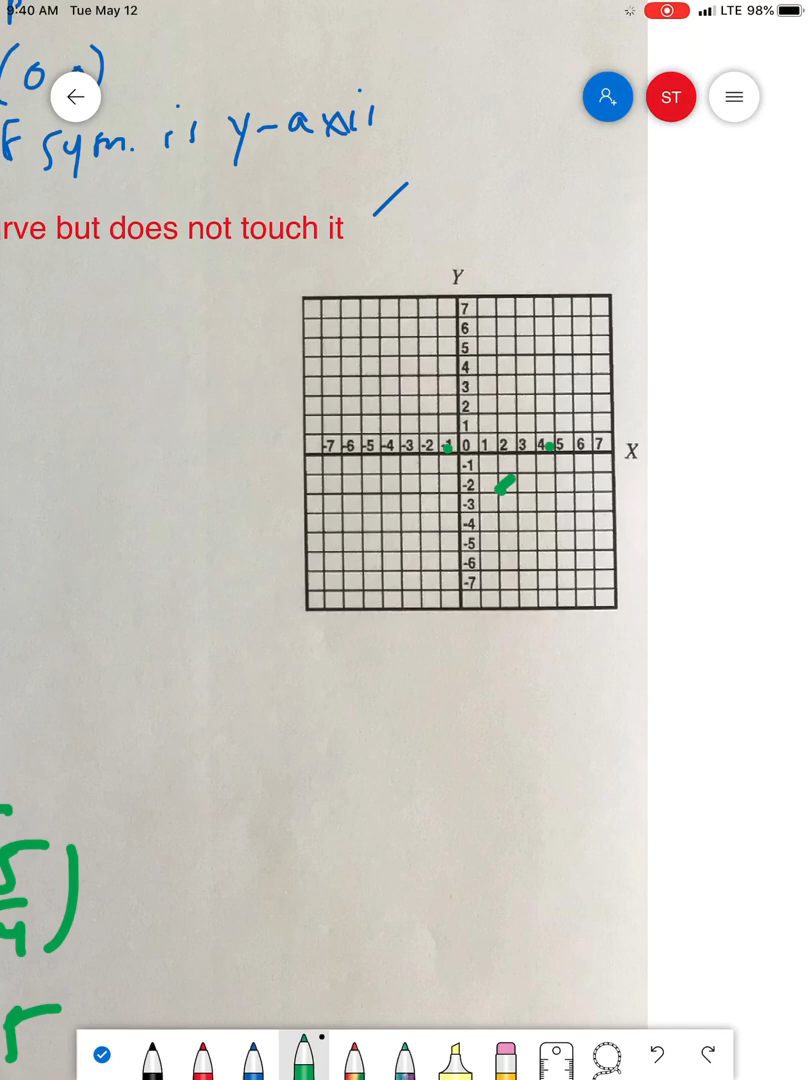 9:40 AM Tue May 12
LTE 98%
ST
sym. is y-axis
rve but does not touch it
Y
7
6
5
4
3
2
1
-7 -6 -5 -4 -3 -2 -1 0 1 2 3 4 5 6 7
X
-1
-2
-3
-4
-5
-6
-7
5
4
)